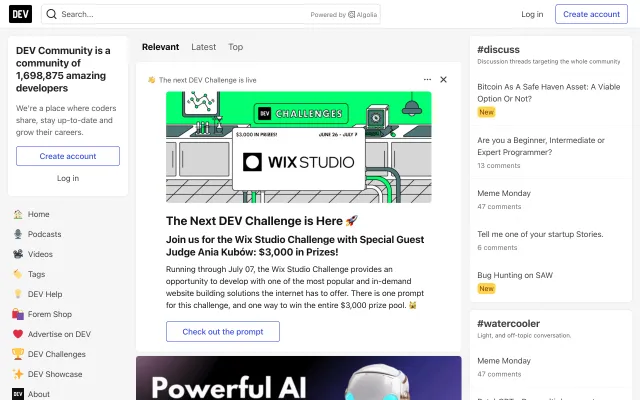 DEV
Search...
Powered by Algolia
Log in
Create account
DEV Community is a
community of
1,698,875 amazing
developers
We're a place where coders
share, stay up-to-date and
grow their careers.
Create account
Log in
Home
Podcasts
Videos
Tags
DEV Help
Forem Shop
Advertise on DEV
DEV Challenges
DEV Showcase
DEV
About
Relevant
Latest
Top
The next DEV Challenge is live
DEV CHALLENGES
$3,000 IN PRIZES!
JUNE 26 - JULY 7
WIX STUDIO
The Next DEV Challenge is Here 🚀
Join us for the Wix Studio Challenge with Special Guest
Judge Ania Kubów: $3,000 in Prizes!
Running through July 07, the Wix Studio Challenge provides an
opportunity to develop with one of the most popular and in-demand
website building solutions the internet has to offer. There is one prompt
for this challenge, and one way to win the entire $3,000 prize pool.
Check out the prompt
Powerful AI
#discuss
Discussion threads targeting the whole community
Bitcoin As A Safe Haven Asset: A Viable
Option Or Not?
New
Are you a Beginner, Intermediate or
Expert Programmer?
13 comments
Meme Monday
47 comments
Tell me one of your startup Stories.
6 comments
Bug Hunting on SAW
New
#watercooler
Light, and off-topic conversation.
Meme Monday
47 comments